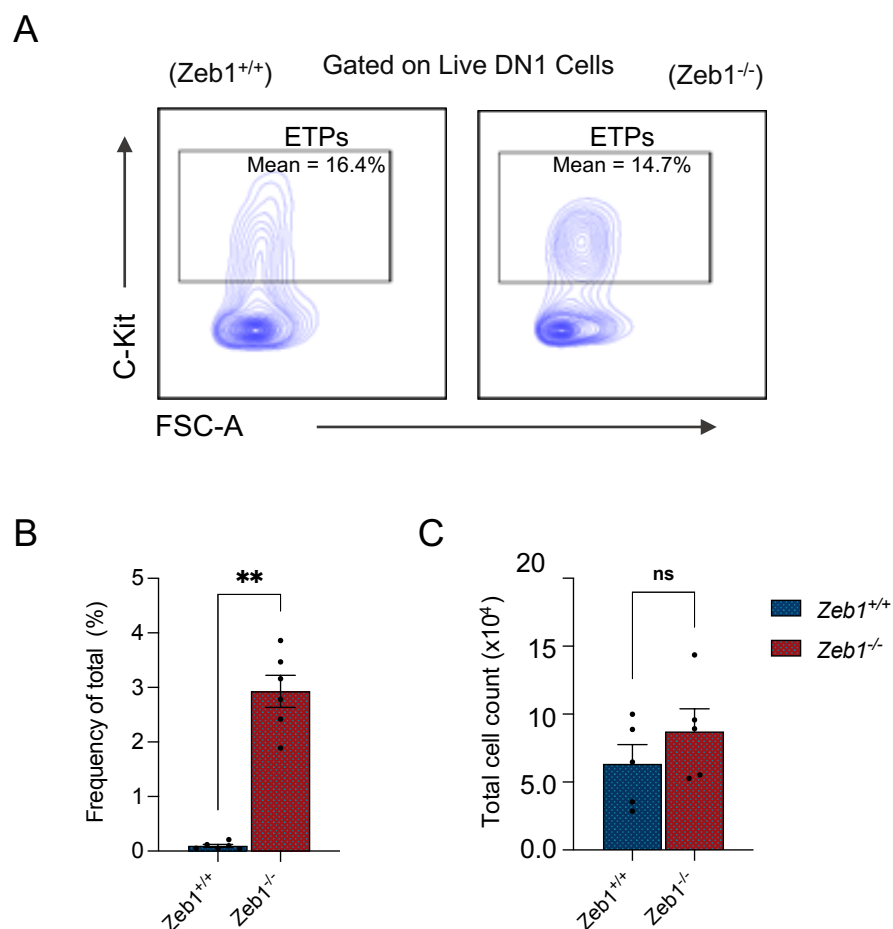 A
(Zeb1+/+)
Gated on Live DN1 Cells
(Zeb1-/-)
ETPs
Mean = 16.4%
ETPs
Mean = 14.7%
C-Kit
FSC-A
B
Frequency of total (%)
5
4
3
2
1
0
**
Zeb1+/+
Zeb1-/-
C
Total cell count (x10⁴)
20
15
10
5.0
0.0
ns
Zeb1+/+
Zeb1-/-
Zeb1+/+
Zeb1-/-